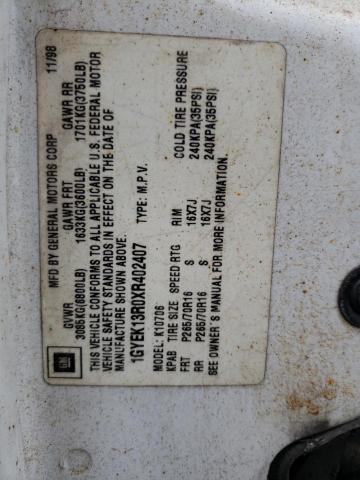 GM
MFD BY GENERAL MOTORS CORP 11/98
GVWR GAWR FRT GAWR RR
3085KG(6800LB) 1633KG(3600LB) 1701KG(3750LB)
THIS VEHICLE CONFORMS TO ALL APPLICABLE U.S. FEDERAL MOTOR
VEHICLE SAFETY STANDARDS IN EFFECT ON THE DATE OF
MANUFACTURE SHOWN ABOVE.
1GYEK13R0XR402407 TYPE: M.P.V.
MODEL: K10706
KPAB TIRE SIZE SPEED RTG RIM COLD TIRE PRESSURE
FRT P265/70R16 S 16X7J 240KPA(35PSI)
RR P265/70R16 S 16X7J 240KPA(35PSI)
SEE OWNER'S MANUAL FOR MORE INFORMATION.